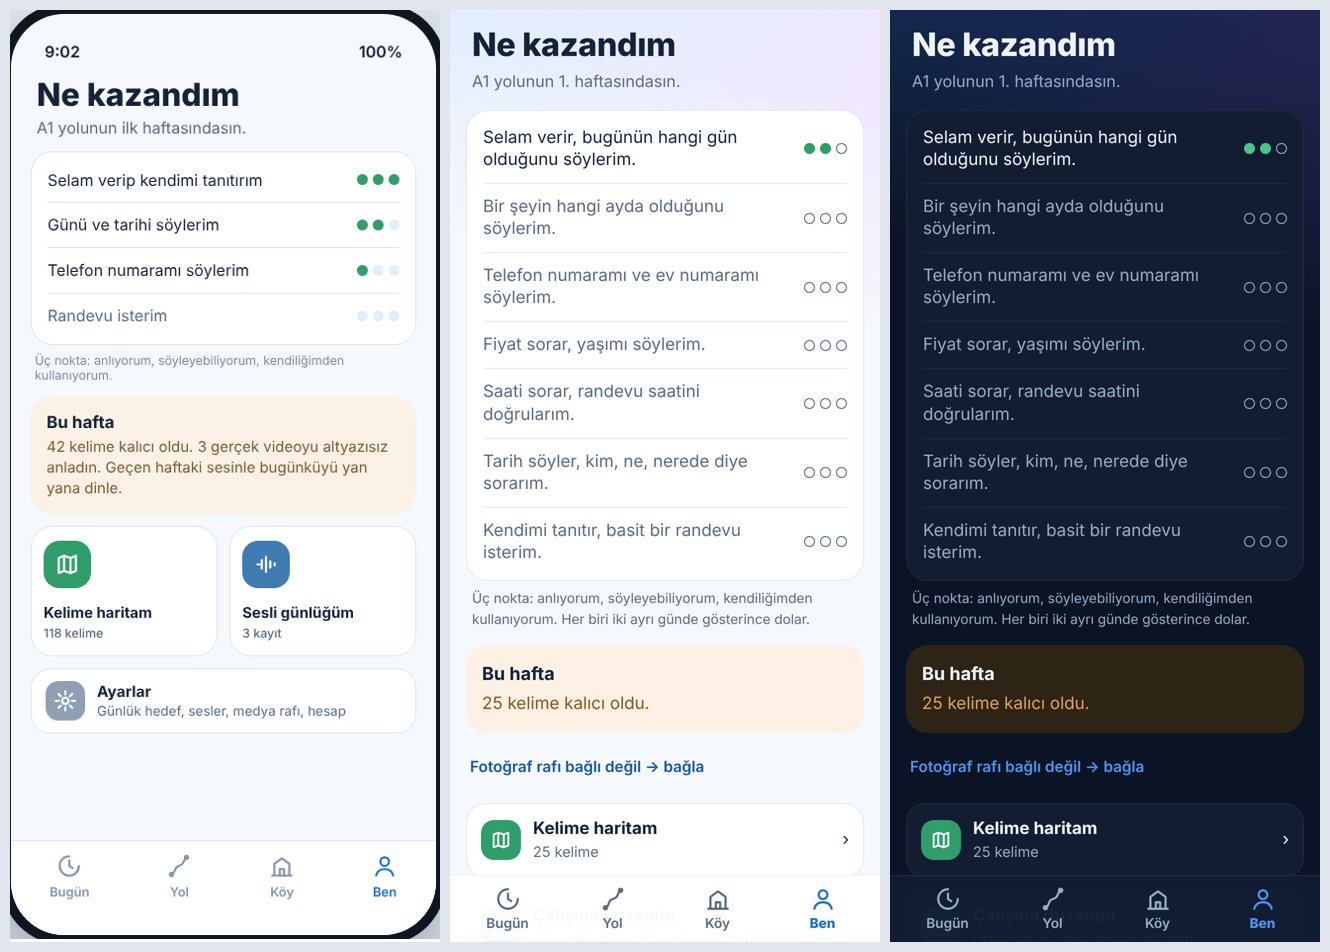 9:02
100%
Ne kazandım
A1 yolunun ilk haftasındasın.
Selam verip kendimi tanıtırım
Günü ve tarihi söylerim
Telefon numaramı söylerim
Randevu isterim
Üç nokta: anlıyorum, söyleyebiliyorum, kendiliğimden
kullanıyorum.
Bu hafta
42 kelime kalıcı oldu. 3 gerçek videoyu altyazısız
anladın. Geçen haftaki sesinle bugünküyü yan
yana dinle.
Kelime haritam
118 kelime
Sesli günlüğüm
3 kayıt
Ayarlar
Günlük hedef, sesler, medya rafı, hesap
Bugün
Yol
Köy
Ben
Ne kazandım
A1 yolunun 1. haftasındasın.
Selam verir, bugünün hangi gün
olduğunu söylerim.
Bir şeyin hangi ayda olduğunu
söylerim.
Telefon numaramı ve ev numaramı
söylerim.
Fiyat sorar, yaşımı söylerim.
Saati sorar, randevu saatini
doğrularım.
Tarih söyler, kim, ne, nerede diye
sorarım.
Kendimi tanıtır, basit bir randevu
isterim.
Üç nokta: anlıyorum, söyleyebiliyorum, kendiliğimden
kullanıyorum. Her biri iki ayrı günde gösterince dolar.
Bu hafta
25 kelime kalıcı oldu.
Fotoğraf rafı bağlı değil → bağla
Kelime haritam
25 kelime
Çalışma düzenim
Bugün
Yol
Köy
Ben
Ne kazandım
A1 yolunun 1. haftasındasın.
Selam verir, bugünün hangi gün
olduğunu söylerim.
Bir şeyin hangi ayda olduğunu
söylerim.
Telefon numaramı ve ev numaramı
söylerim.
Fiyat sorar, yaşımı söylerim.
Saati sorar, randevu saatini
doğrularım.
Tarih söyler, kim, ne, nerede diye
sorarım.
Kendimi tanıtır, basit bir randevu
isterim.
Üç nokta: anlıyorum, söyleyebiliyorum, kendiliğimden
kullanıyorum. Her biri iki ayrı günde gösterince dolar.
Bu hafta
25 kelime kalıcı oldu.
Fotoğraf rafı bağlı değil → bağla
Kelime haritam
25 kelime
Çalışma düzenim
Bugün
Yol
Köy
Ben